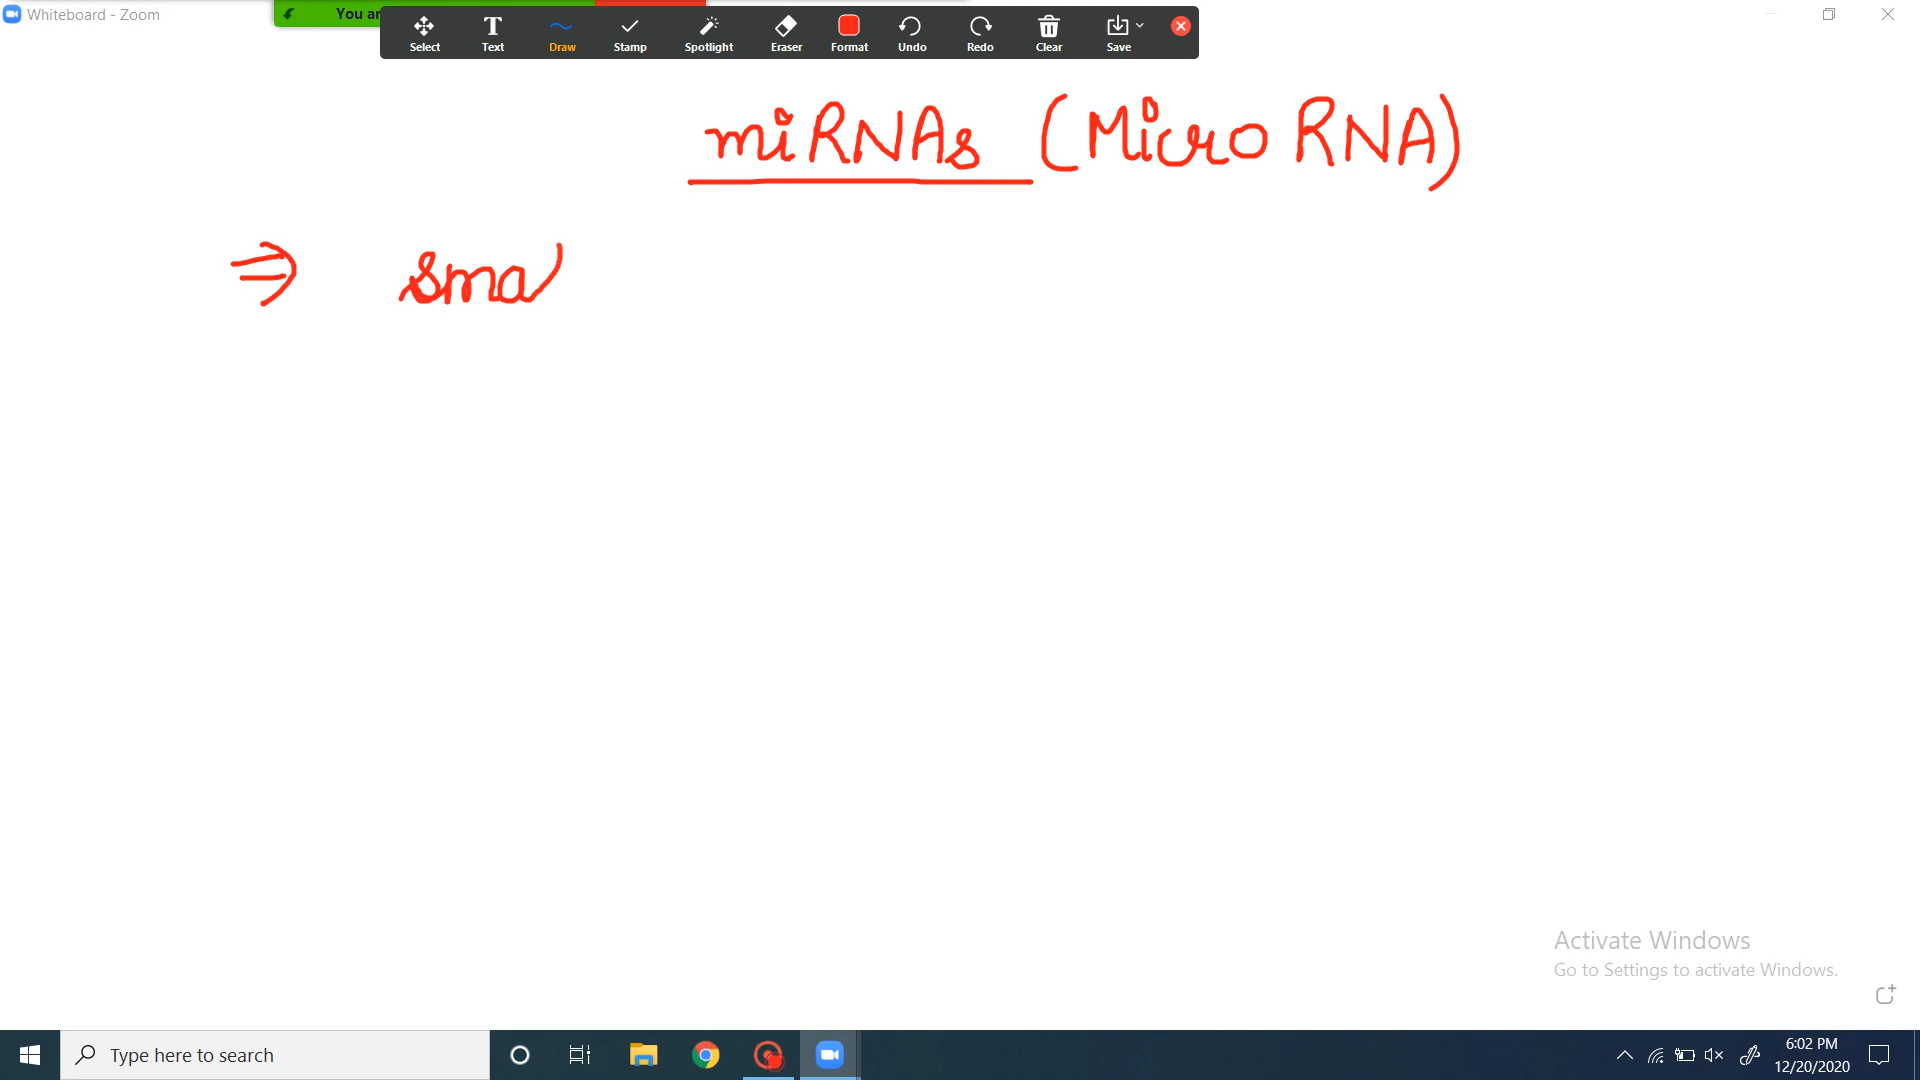 Whiteboard - Zoom
Select Text Draw Stamp Spotlight Eraser Format Undo Redo Clear Save
miRNAs (Micro RNA)
⇒ sma
Activate Windows
Go to Settings to activate Windows.
Type here to search
6:02 PM
12/20/2020